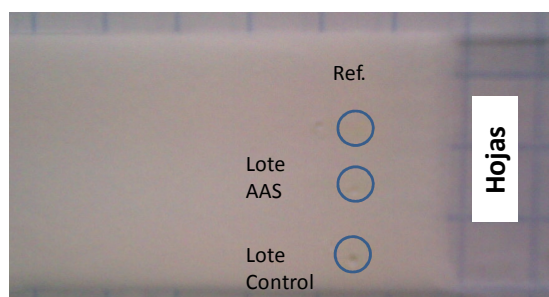 Ref.
Lote
AAS
Lote
Control
Hojas